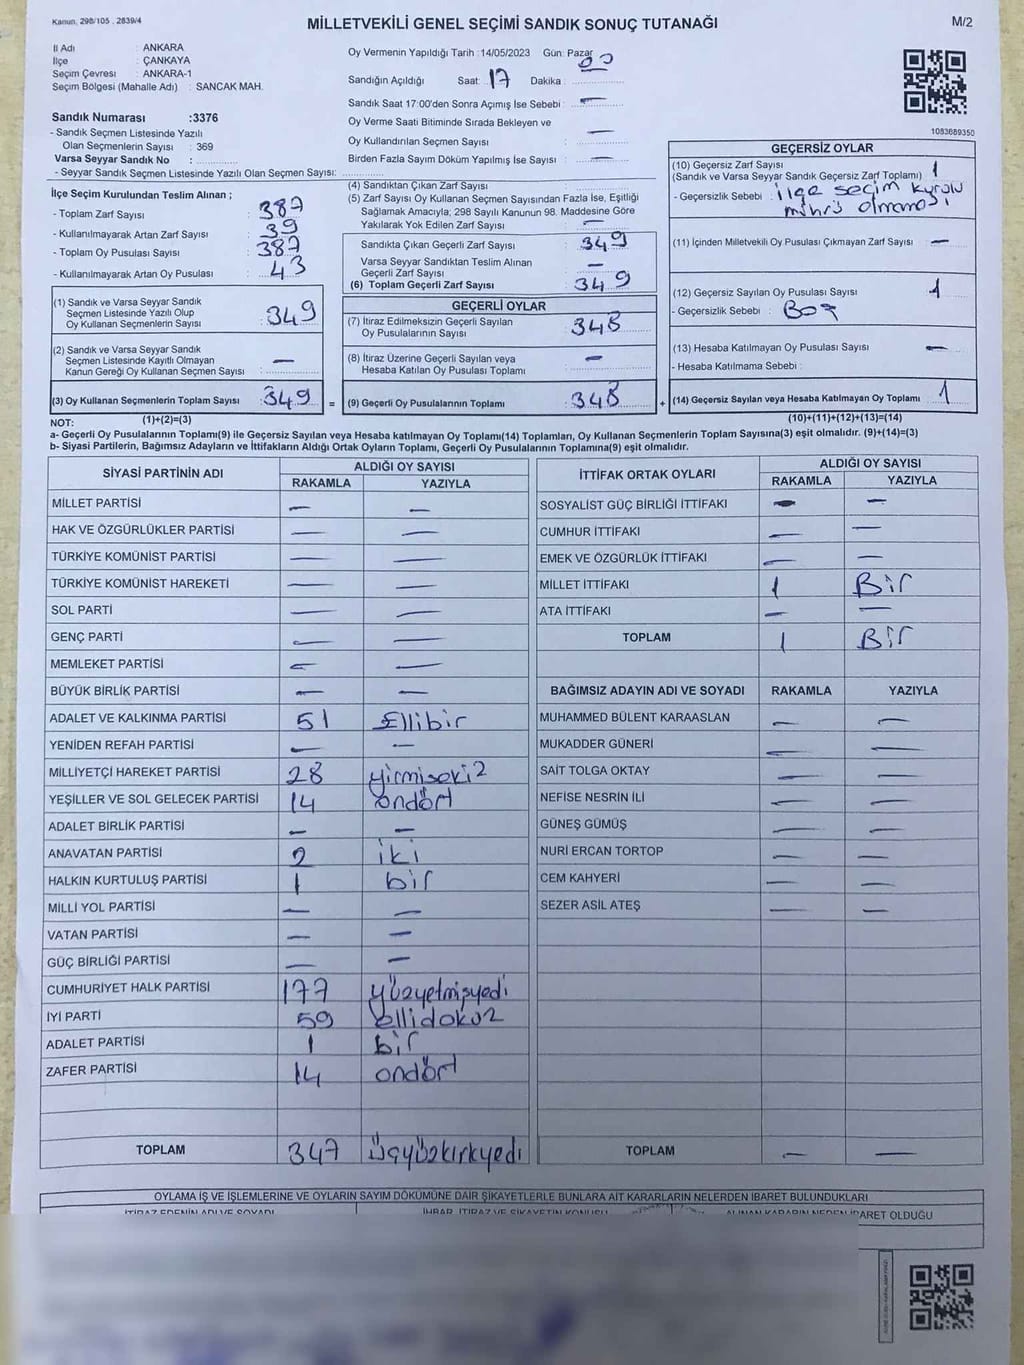 Kanun, 298/105 , 2839/4
MİLLETVEKİLİ GENEL SEÇİMİ SANDIK SONUÇ TUTANAĞI
M/2
İl Adı : ANKARA
İlçe : ÇANKAYA
Seçim Çevresi : ANKARA-1
Seçim Bölgesi (Mahalle Adı) : SANCAK MAH.
Sandık Numarası :3376
- Sandık Seçmen Listesinde Yazılı
Olan Seçmenlerin Sayısı : 369
Varsa Seyyar Sandık No :
- Seyyar Sandık Seçmen Listesinde Yazılı Olan Seçmen Sayısı:
Oy Vermenin Yapıldığı Tarih :14/05/2023 Gün: Pazar
Sandığın Açıldığı Saat: 17 Dakika : 00
Sandık Saat 17:00'den Sonra Açımış İse Sebebi : —
Oy Verme Saati Bitiminde Sırada Bekleyen ve
Oy Kullandırılan Seçmen Sayısı : —
Birden Fazla Sayım Döküm Yapılmış İse Sayısı : —
1083689350
İlçe Seçim Kurulundan Teslim Alınan ;
- Toplam Zarf Sayısı : 387
- Kullanılmayarak Artan Zarf Sayısı : 39
- Toplam Oy Pusulası Sayısı : 387
- Kullanılmayarak Artan Oy Pusulası : 43
(1) Sandık ve Varsa Seyyar Sandık
Seçmen Listesinde Yazılı Olup
Oy Kullanan Seçmenlerin Sayısı : 349
(2) Sandık ve Varsa Seyyar Sandık
Seçmen Listesinde Kayıtlı Olmayan
Kanun Gereği Oy Kullanan Seçmen Sayısı : —
(3) Oy Kullanan Seçmenlerin Toplam Sayısı : 349 =
(1)+(2)=(3)
(4) Sandıktan Çıkan Zarf Sayısı :
(5) Zarf Sayısı Oy Kullanan Seçmen Sayısından Fazla İse, Eşitliği
Sağlamak Amacıyla; 298 Sayılı Kanunun 98. Maddesine Göre
Yakılarak Yok Edilen Zarf Sayısı : —
Sandıkta Çıkan Geçerli Zarf Sayısı : 349
Varsa Seyyar Sandıktan Teslim Alınan
Geçerli Zarf Sayısı : —
(6) Toplam Geçerli Zarf Sayısı : 349
GEÇERLİ OYLAR
(7) İtiraz Edilmeksizin Geçerli Sayılan
Oy Pusulalarının Sayısı : 348
(8) İtiraz Üzerine Geçerli Sayılan veya
Hesaba Katılan Oy Pusulası Toplamı : —
(9) Geçerli Oy Pusulalarının Toplamı : 348 +
GEÇERSİZ OYLAR
(10) Geçersiz Zarf Sayısı
(Sandık ve Varsa Seyyar Sandık Geçersiz Zarf Toplamı) : 1
- Geçersizlik Sebebi : ilçe seçim kurulu
mührü olmaması
(11) İçinden Milletvekili Oy Pusulası Çıkmayan Zarf Sayısı : —
(12) Geçersiz Sayılan Oy Pusulası Sayısı : 1
- Geçersizlik Sebebi : Boş
(13) Hesaba Katılmayan Oy Pusulası Sayısı : —
- Hesaba Katılmama Sebebi :
(14) Geçersiz Sayılan veya Hesaba Katılmayan Oy Toplamı : 1
(10)+(11)+(12)+(13)=(14)
NOT:
a- Geçerli Oy Pusulalarının Toplamı(9) ile Geçersiz Sayılan veya Hesaba katılmayan Oy Toplamı(14) Toplamları, Oy Kullanan Seçmenlerin Toplam Sayısına(3) eşit olmalıdır. (9)+(14)=(3)
b- Siyasi Partilerin, Bağımsız Adayların ve İttifakların Aldığı Ortak Oyların Toplamı, Geçerli Oy Pusulalarının Toplamına(9) eşit olmalıdır.
SİYASİ PARTİNİN ADI
ALDIĞI OY SAYISI
RAKAMLA YAZIYLA
MİLLET PARTİSİ — —
HAK VE ÖZGÜRLÜKLER PARTİSİ — —
TÜRKİYE KOMÜNİST PARTİSİ — —
TÜRKİYE KOMÜNİST HAREKETİ — —
SOL PARTİ — —
GENÇ PARTİ — —
MEMLEKET PARTİSİ — —
BÜYÜK BİRLİK PARTİSİ — —
ADALET VE KALKINMA PARTİSİ 51 Ellibir
YENİDEN REFAH PARTİSİ — —
MİLLİYETÇİ HAREKET PARTİSİ 28 yirmisekiz
YEŞİLLER VE SOL GELECEK PARTİSİ 14 ondört
ADALET BİRLİK PARTİSİ — —
ANAVATAN PARTİSİ 2 iki
HALKIN KURTULUŞ PARTİSİ 1 bir
MİLLİ YOL PARTİSİ — —
VATAN PARTİSİ — —
GÜÇ BİRLİĞİ PARTİSİ — —
CUMHURİYET HALK PARTİSİ 177 yüzyetmişyedi
İYİ PARTİ 59 ellidokuz
ADALET PARTİSİ 1 bir
ZAFER PARTİSİ 14 ondört
TOPLAM 347 üçyüzkırkyedi
İTTİFAK ORTAK OYLARI
ALDIĞI OY SAYISI
RAKAMLA YAZIYLA
SOSYALİST GÜÇ BİRLİĞİ İTTİFAKI — —
CUMHUR İTTİFAKI — —
EMEK VE ÖZGÜRLÜK İTTİFAKI — —
MİLLET İTTİFAKI 1 Bir
ATA İTTİFAKI — —
TOPLAM 1 Bir
BAĞIMSIZ ADAYIN ADI VE SOYADI RAKAMLA YAZIYLA
MUHAMMED BÜLENT KARAASLAN — —
MUKADDER GÜNERİ — —
SAİT TOLGA OKTAY — —
NEFİSE NESRİN İLİ — —
GÜNEŞ GÜMÜŞ — —
NURİ ERCAN TORTOP — —
CEM KAHYERİ — —
SEZER ASİL ATEŞ — —
TOPLAM — —
OYLAMA İŞ VE İŞLEMLERİNE VE OYLARIN SAYIM DÖKÜMÜNE DAİR ŞİKAYETLERLE BUNLARA AİT KARARLARIN NELERDEN İBARET BULUNDUKLARI
İTİRAZ EDENİN ADI VE SOYADI İHBAR, İTİRAZ VE ŞİKAYETİN KONUSU ALINAN KARARIN NEDEN İBARET OLDUĞU